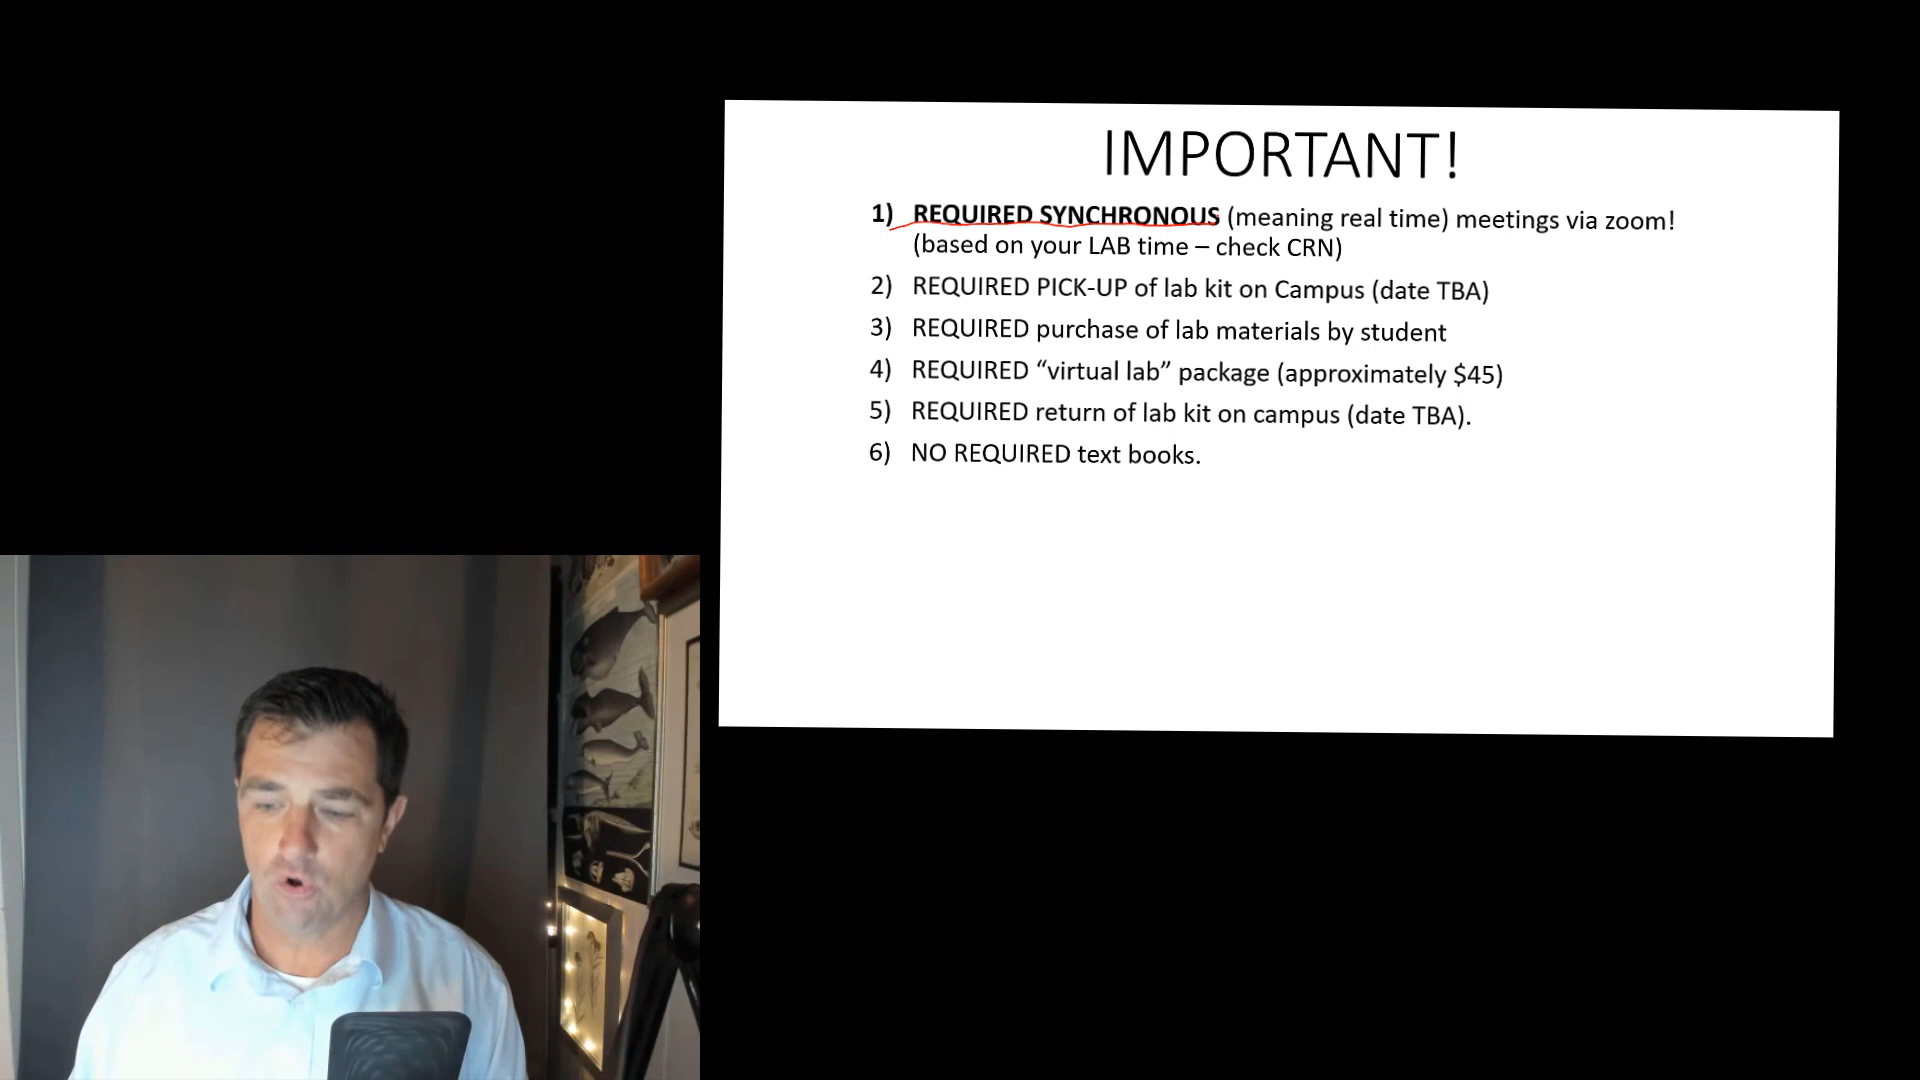 IMPORTANT!
1) REQUIRED SYNCHRONOUS (meaning real time) meetings via zoom!
(based on your LAB time – check CRN)
2) REQUIRED PICK-UP of lab kit on Campus (date TBA)
3) REQUIRED purchase of lab materials by student
4) REQUIRED “virtual lab” package (approximately $45)
5) REQUIRED return of lab kit on campus (date TBA).
6) NO REQUIRED text books.